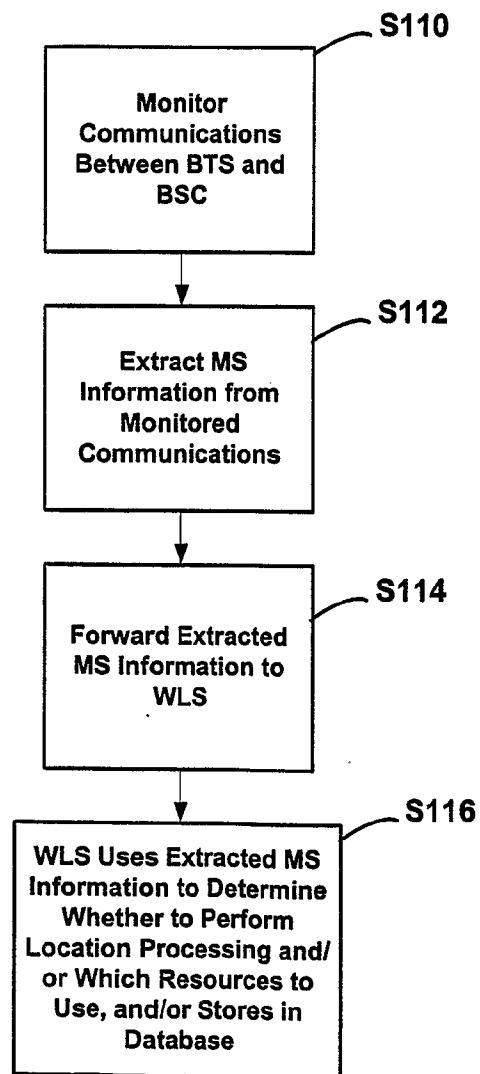 S110
Monitor
Communications
Between BTS and
BSC
S112
Extract MS
Information from
Monitored
Communications
S114
Forward Extracted
MS Information to
WLS
S116
WLS Uses Extracted MS
Information to Determine
Whether to Perform
Location Processing and/
or Which Resources to
Use, and/or Stores in
Database